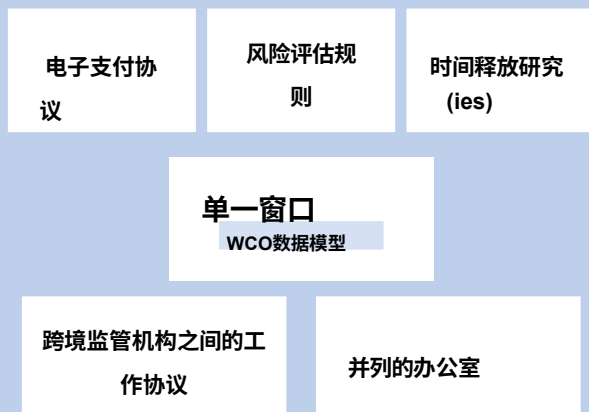 电子支付协
议
风险评估规
则
时间释放研究
(ies)
单一窗口
WCO数据模型
跨境监管机构之间的工
作协议
并列的办公室